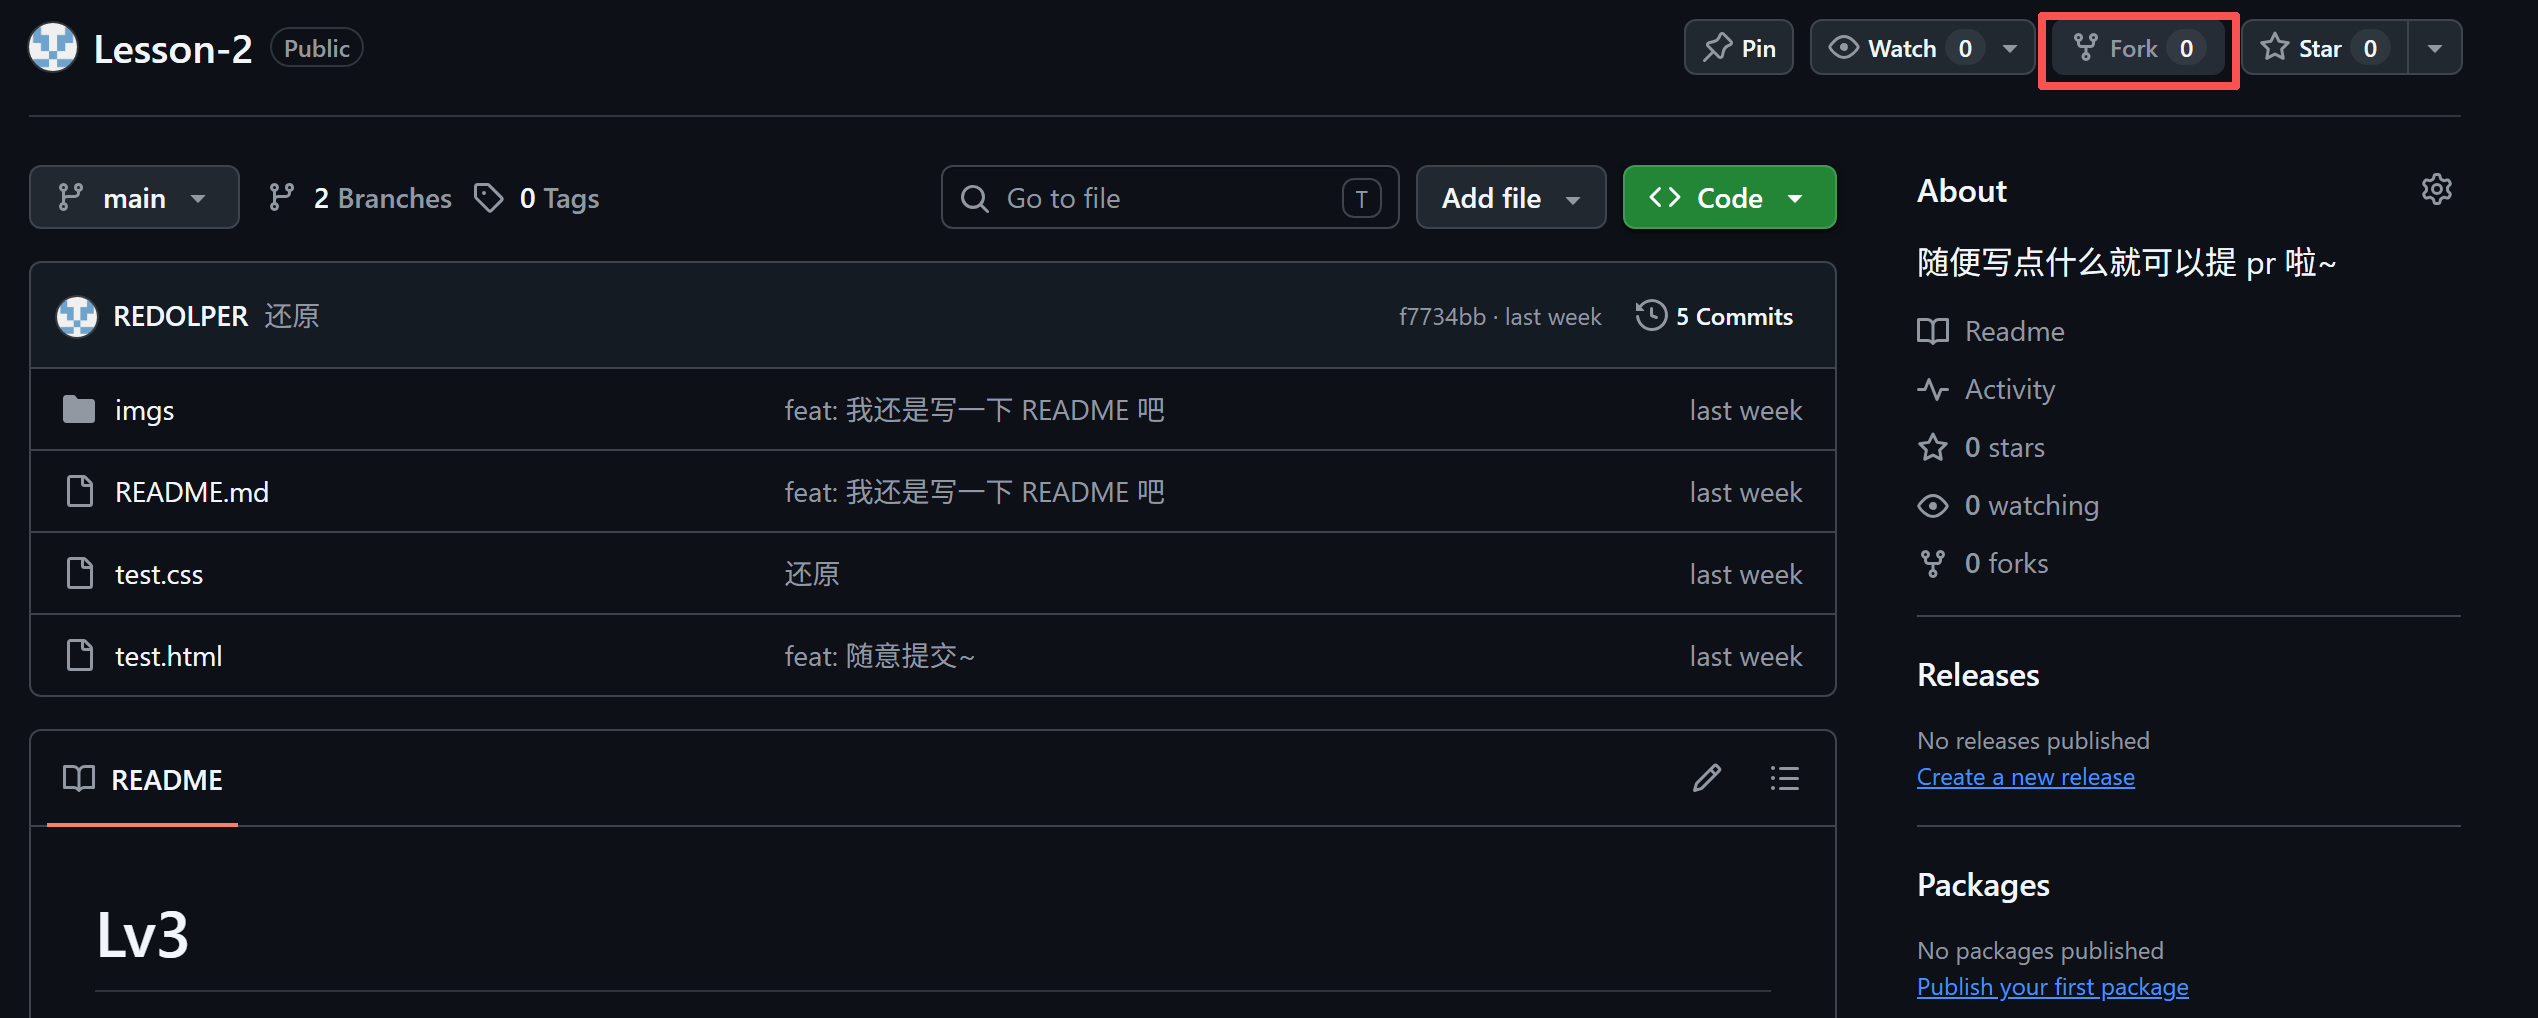 Lesson-2 Public Pin Watch 0 Fork 0 Star 0
main 2 Branches 0 Tags Go to file T Add file Code
REDOLPER 还原 f7734bb · last week 5 Commits
imgs feat: 我还是写一下 README 吧 last week
README.md feat: 我还是写一下 README 吧 last week
test.css 还原 last week
test.html feat: 随意提交~ last week
README
Lv3
About
随便写点什么就可以提 pr 啦~
Readme
Activity
0 stars
0 watching
0 forks
Releases
No releases published
Create a new release
Packages
No packages published
Publish your first package